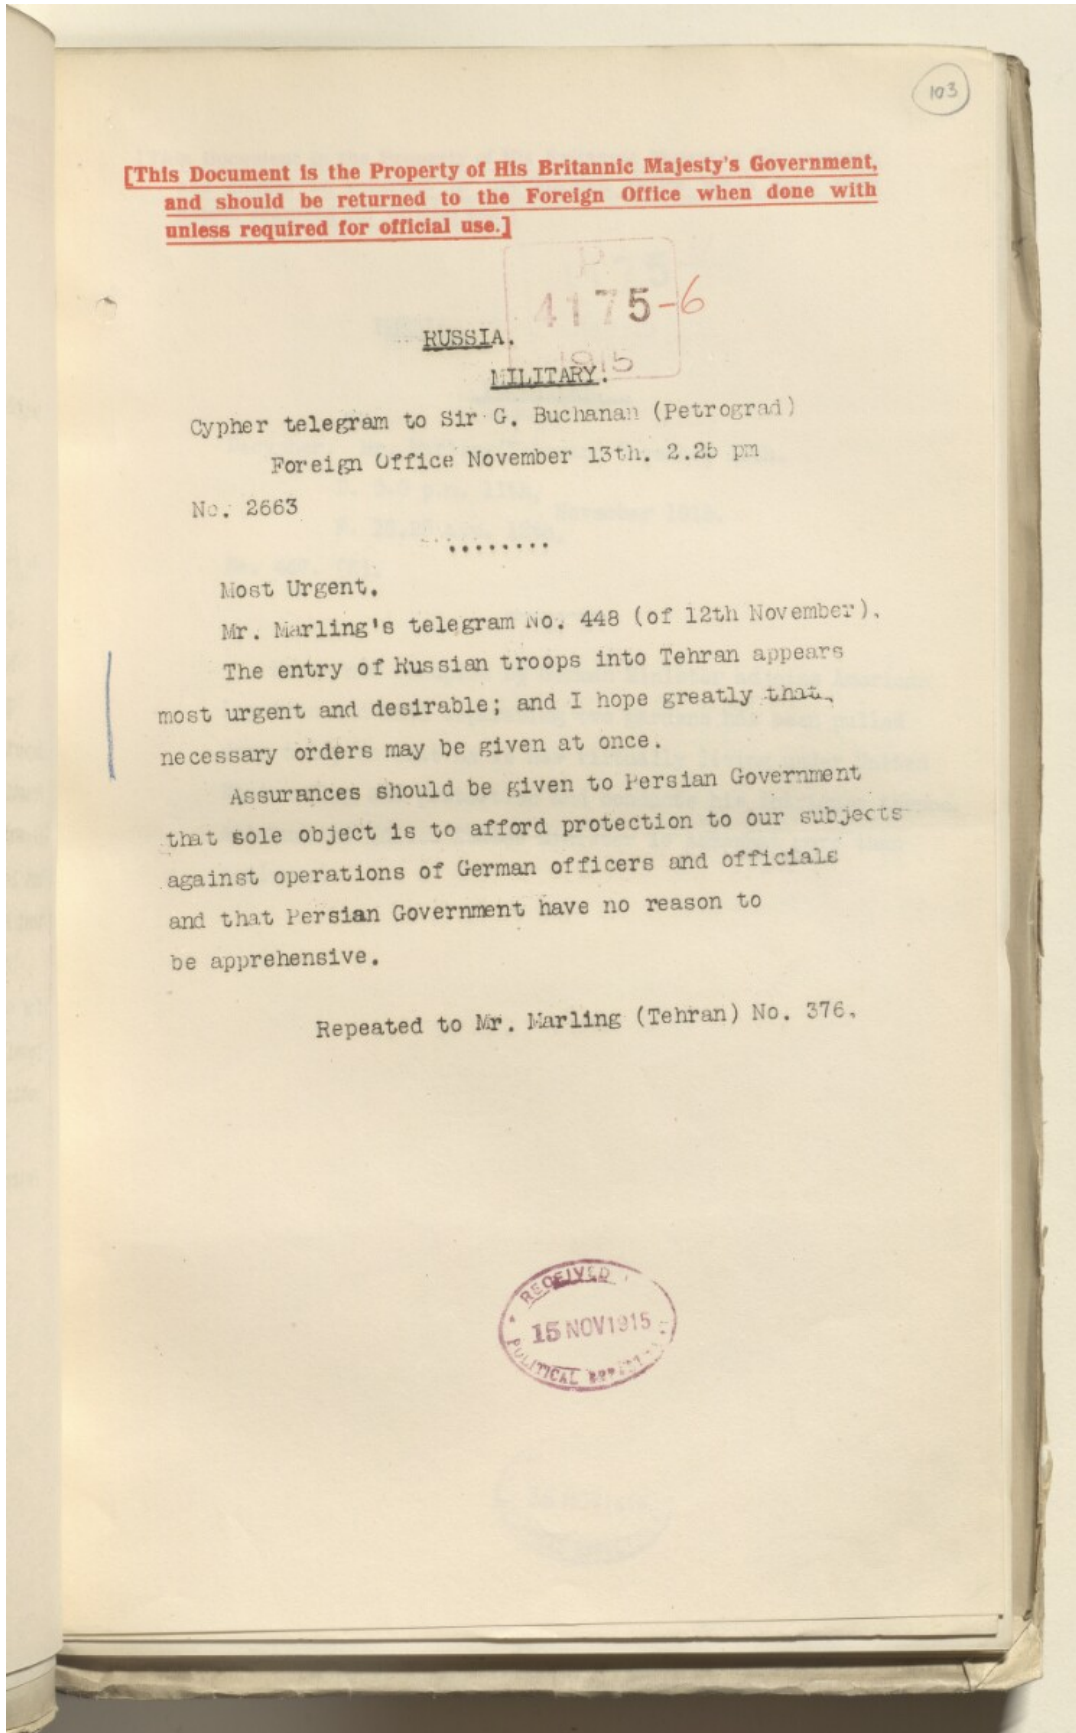 103
[This Document is the Property of His Britannic Majesty's Government,
and should be returned to the Foreign Office when done with
unless required for official use.]
P
4175-6
1915
RUSSIA.
MILITARY.
Cypher telegram to Sir G. Buchanan (Petrograd)
Foreign Office November 13th. 2.25 pm
No. 2663
........
Most Urgent.
Mr. Marling's telegram No. 448 (of 12th November).
The entry of Russian troops into Tehran appears
most urgent and desirable; and I hope greatly that
necessary orders may be given at once.
Assurances should be given to Persian Government
that sole object is to afford protection to our subjects
against operations of German officers and officials
and that Persian Government have no reason to
be apprehensive.
Repeated to Mr. Marling (Tehran) No. 376.
RECEIVED
15 NOV 1915
POLITICAL